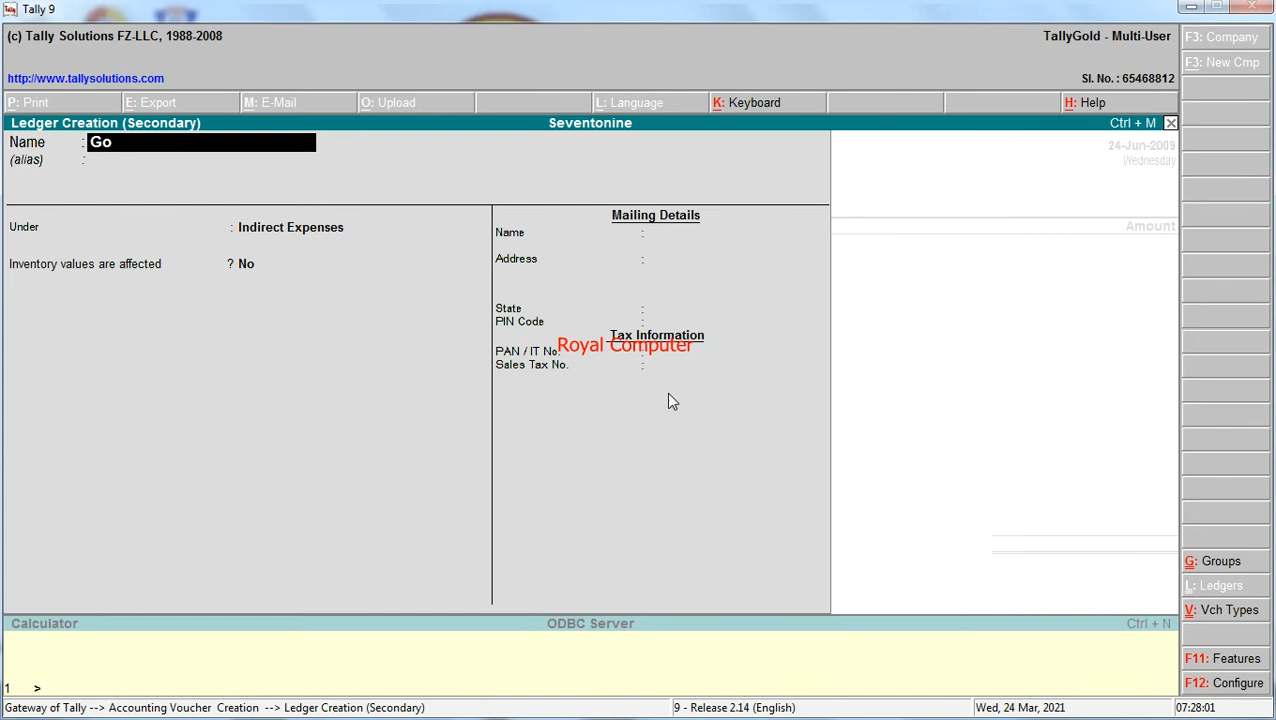 Tally 9
(c) Tally Solutions FZ-LLC, 1988-2008
TallyGold - Multi-User
F3: Company
http://www.tallysolutions.com
Sl. No. : 65468812
F3: New Cmp
P: Print
E: Export
M: E-Mail
O: Upload
L: Language
K: Keyboard
H: Help
Ledger Creation (Secondary)
Seventonine
Ctrl + M
Name : Go
(alias) :
24-Jun-2009
Wednesday
Under : Indirect Expenses
Inventory values are affected ? No
Mailing Details
Name :
Address :
State :
PIN Code :
Tax Information
PAN / IT No. :
Sales Tax No. :
Royal Computer
Amount
G: Groups
L: Ledgers
V: Vch Types
F11: Features
F12: Configure
Calculator
ODBC Server
Ctrl + N
1 >
Gateway of Tally --> Accounting Voucher Creation --> Ledger Creation (Secondary)
9 - Release 2.14 (English)
Wed, 24 Mar, 2021
07:28:01